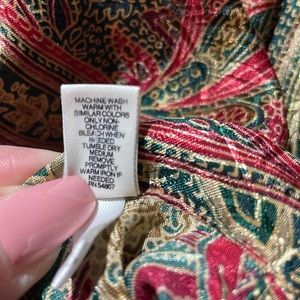 MACHINE WASH
WARM WITH
SIMILAR COLORS
ONLY NON-
CHLORINE
BLEACH WHEN
NEEDED
TUMBLE DRY
MEDIUM
REMOVE
PROMPTLY
WARM IRON IF
NEEDED
RN 54867